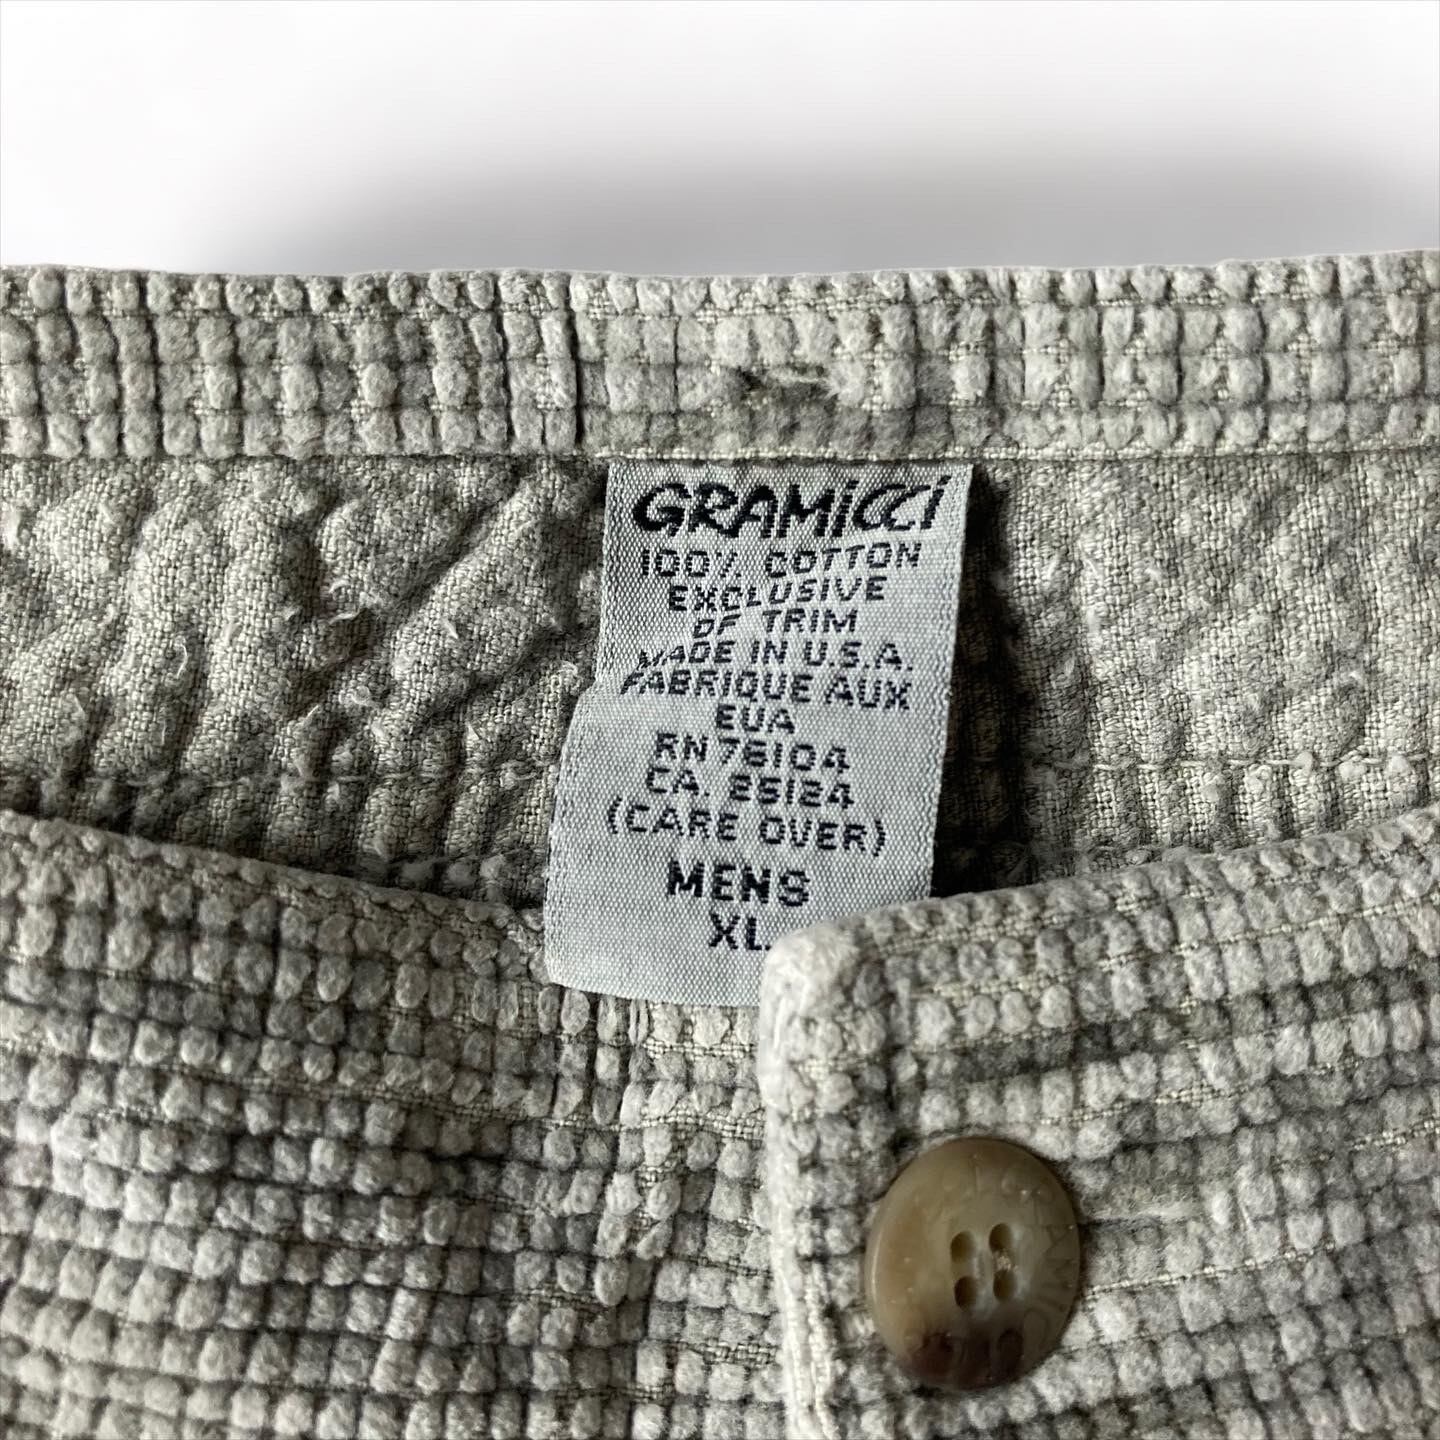 GRAMiCCi
100% COTTON
EXCLUSIVE
OF TRIM
MADE IN U.S.A.
FABRIQUE AUX
EUA
RN 76104
CA. 25124
(CARE OVER)
MENS
XL